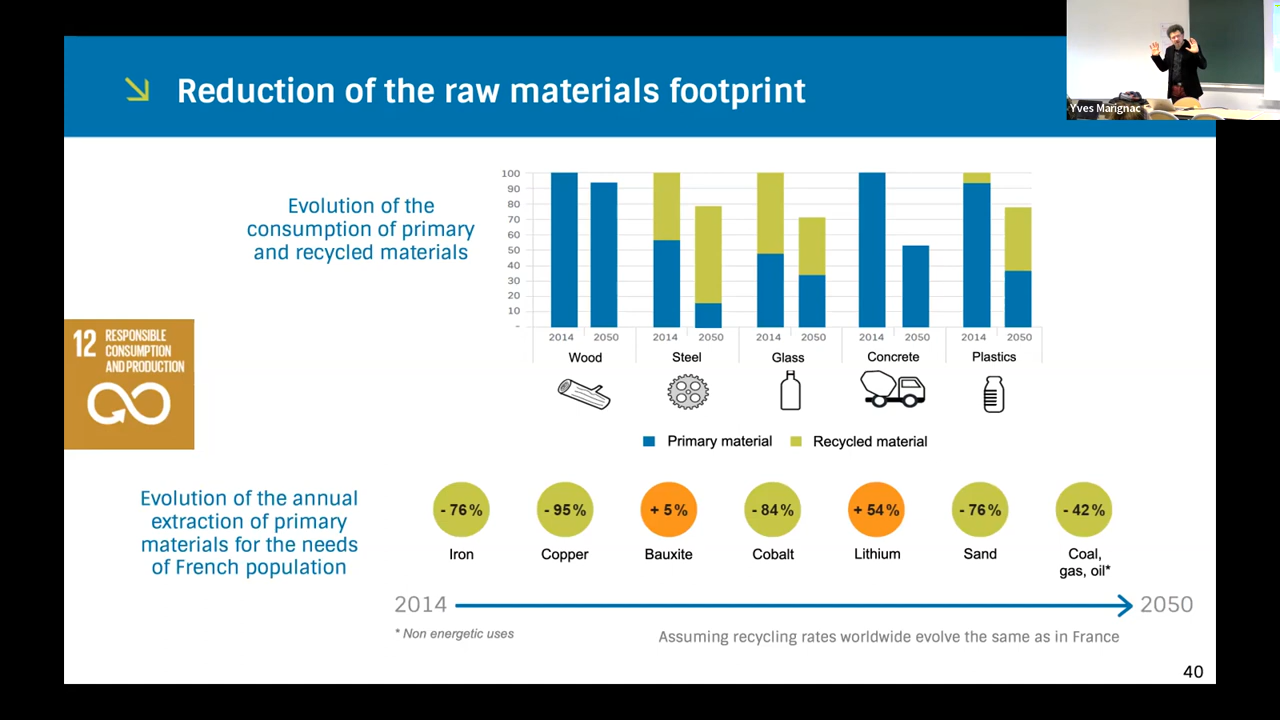 Reduction of the raw materials footprint
Yves Marignac
Evolution of the
consumption of primary
and recycled materials
100
90
80
70
60
50
40
30
20
10
-
2014 2050 2014 2050 2014 2050 2014 2050 2014 2050
Wood Steel Glass Concrete Plastics
Primary material Recycled material
12 RESPONSIBLE
CONSUMPTION
AND PRODUCTION
Evolution of the annual
extraction of primary
materials for the needs
of French population
- 76 % - 95 % + 5 % - 84 % + 54 % - 76 % - 42 %
Iron Copper Bauxite Cobalt Lithium Sand Coal,
gas, oil*
2014 2050
* Non energetic uses
Assuming recycling rates worldwide evolve the same as in France
40